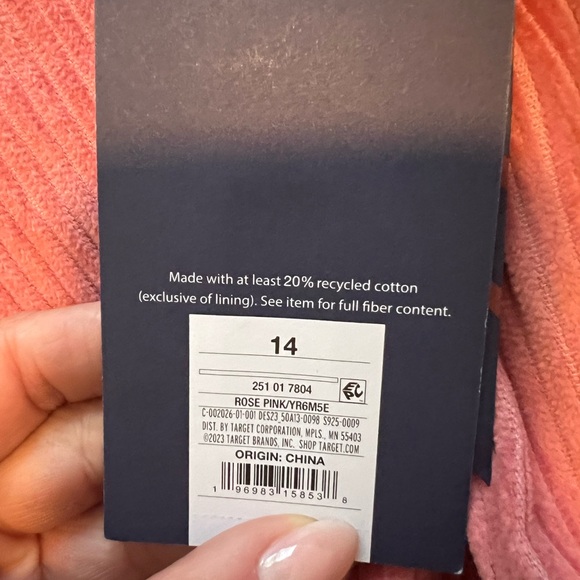 Made with at least 20% recycled cotton
(exclusive of lining). See item for full fiber content.
14
251 01 7804
ROSE PINK/YR6M5E
C-002026-01-001 DES23_50A13-0098 S925-0009
DIST. BY TARGET CORPORATION, MPLS., MN 55403
©2023 TARGET BRANDS, INC. SHOP TARGET.COM
ORIGIN: CHINA
1 96983 15853 8